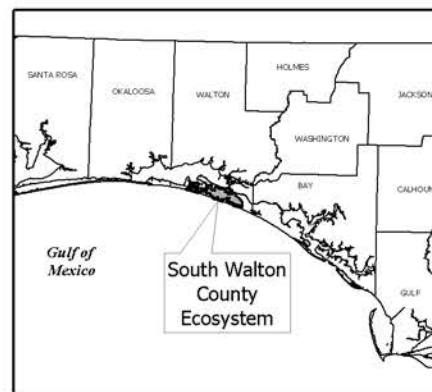 HOLMES
SANTA ROSA
OKALOOSA
WALTON
JACKSON
WASHINGTON
BAY
CALHOUN
Gulf of
Mexico
South Walton
County
Ecosystem
GULF